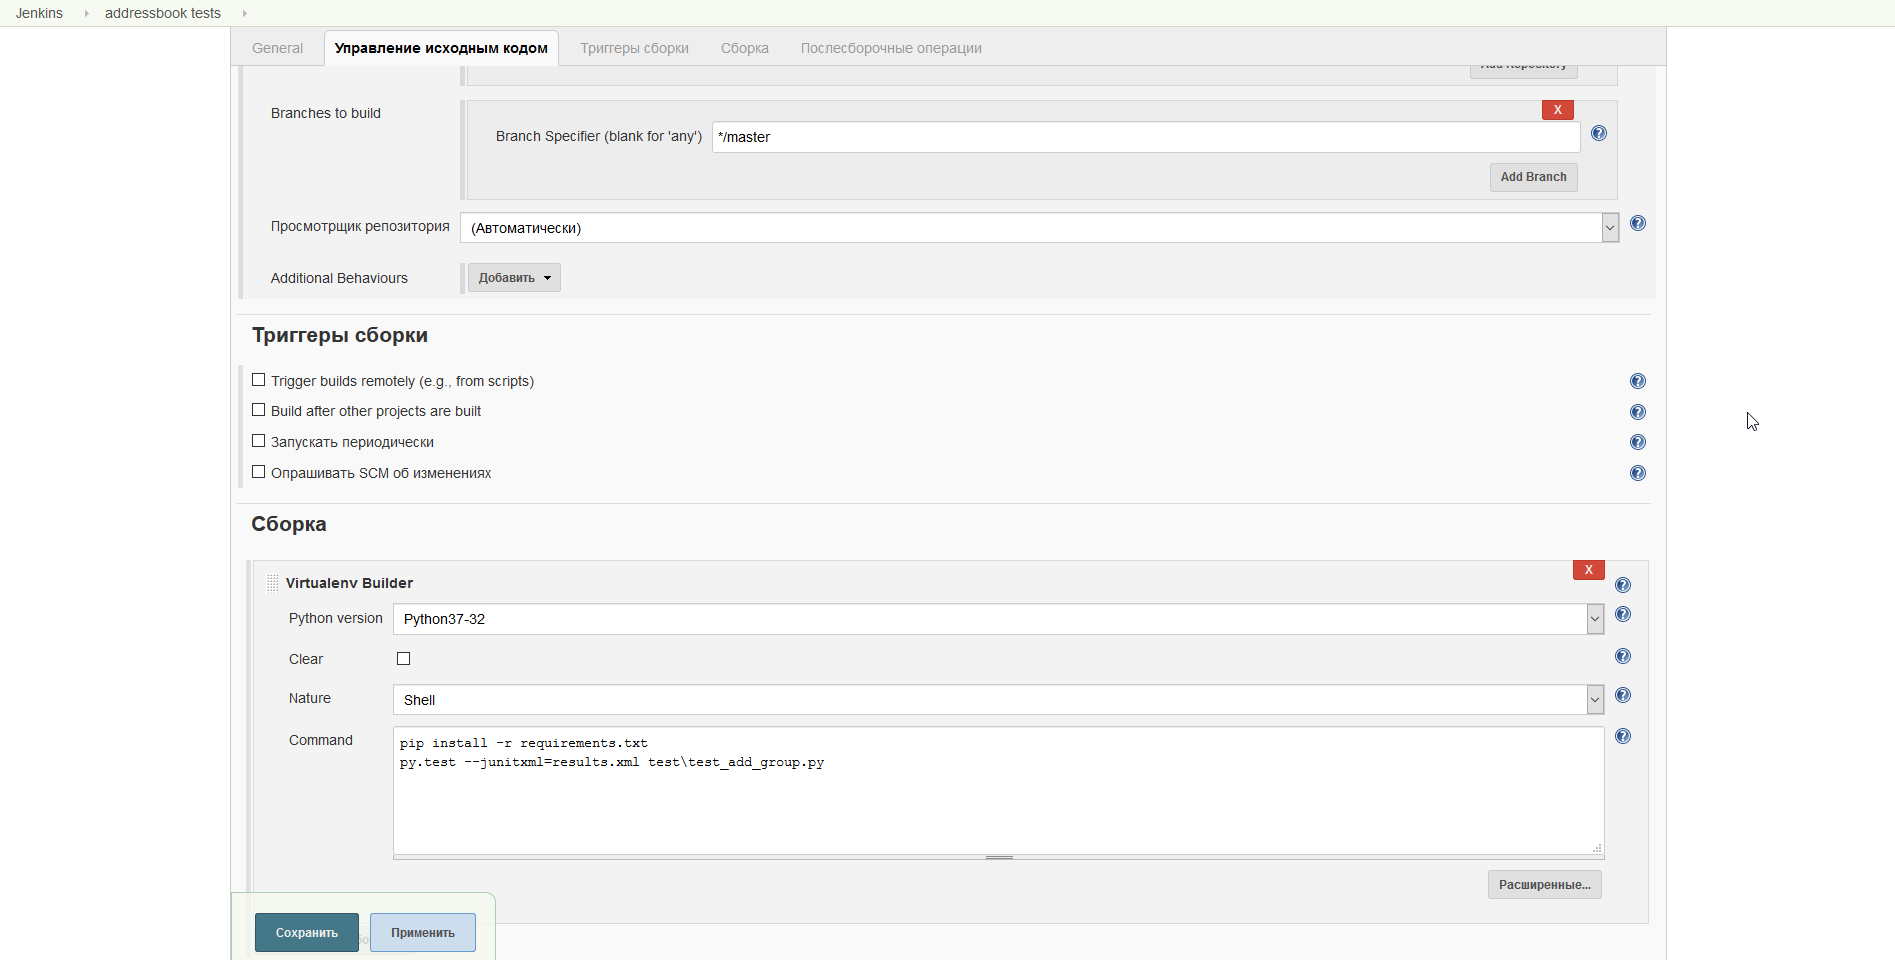 Jenkins addressbook tests
General Управление исходным кодом Триггеры сборки Сборка Послесборочные операции
Add Repository
Branches to build
X
Branch Specifier (blank for 'any') */master
Add Branch
Просмотрщик репозитория (Автоматически)
Additional Behaviours Добавить
Триггеры сборки
Trigger builds remotely (e.g., from scripts)
Build after other projects are built
Запускать периодически
Опрашивать SCM об изменениях
Сборка
X
Virtualenv Builder
Python version Python37-32
Clear
Nature Shell
Command
pip install -r requirements.txt
py.test --junitxml=results.xml test\test_add_group.py
Расширенные...
Сохранить Применить